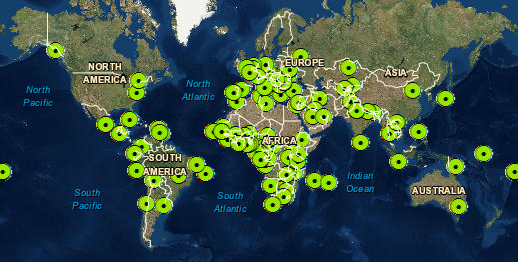 NORTH
AMERICA
EUROPE
ASIA
North
Pacific
North
Atlantic
AFRICA
SOUTH
AMERICA
Indian
Ocean
AUSTRALIA
South
Pacific
South
Atlantic